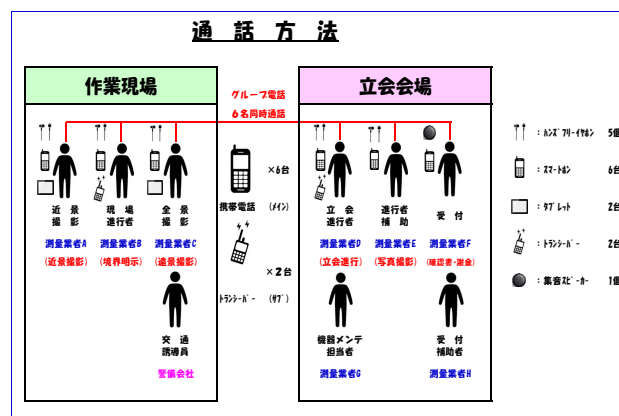 通話方法
作業現場
グループ電話
6名同時通話
立会会場
近景
撮影
現場
進行者
全景
撮影
測量業者A
測量業者B
測量業者C
(近景撮影)
(境界明示)
(遠景撮影)
交通
誘導員
警備会社
×6台
携帯電話 (メイン)
×2台
トランシーバー (サブ)
立会
進行者
進行者
補助
受付
測量業者D
測量業者E
測量業者F
(立会進行)
(写真撮影)
(確認書・謝金)
機器メンテ
担当者
受付
補助者
測量業者G
測量業者H
:ハンズフリーイヤホン 5個
:スマートホン 6台
:タブレット 2台
:トランシーバー 2台
:集音スピーカー 1個